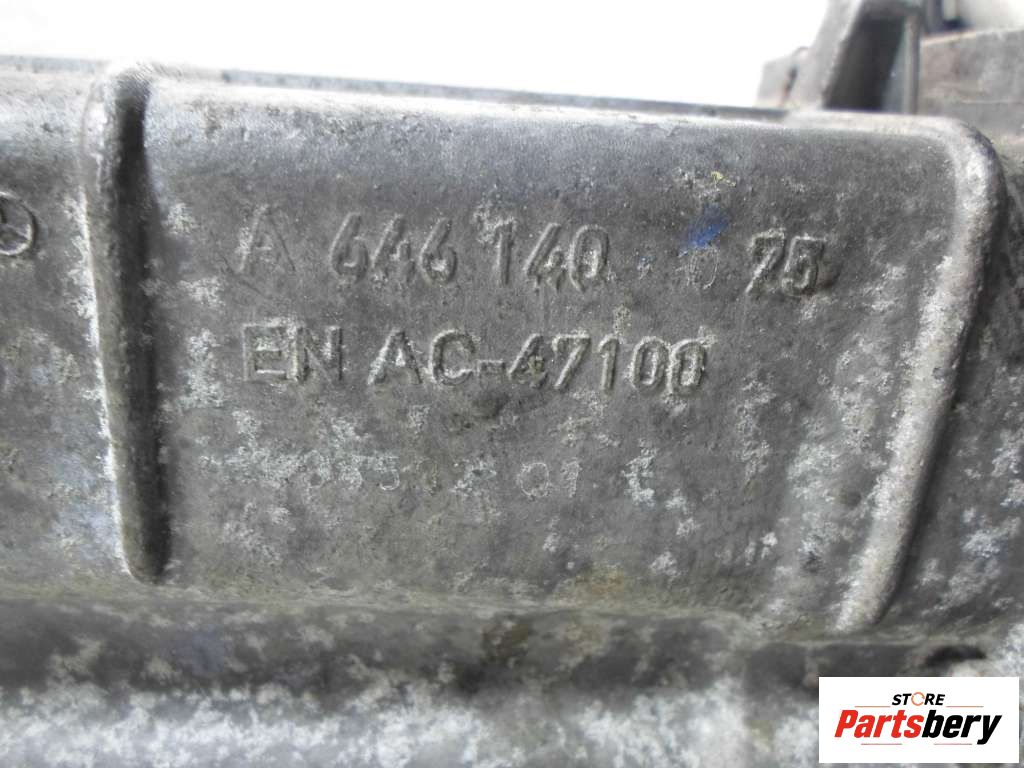 A 646 140 25
EN AC-47100
STORE
Partsbery